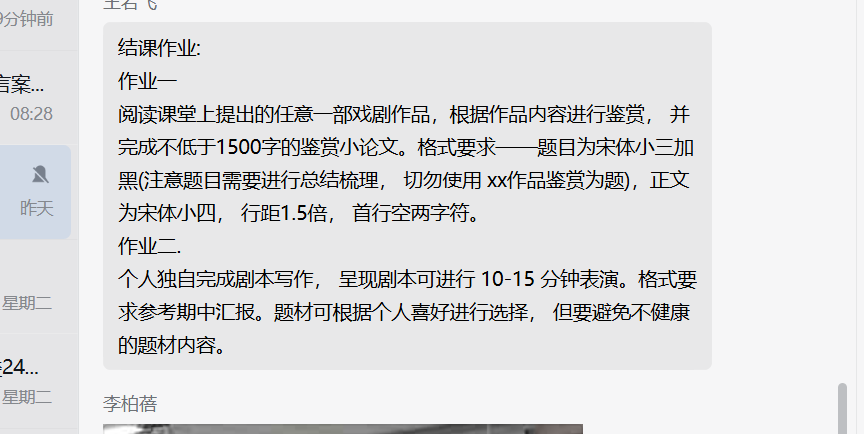 9分钟前
言案...
08:28
昨天
星期二
24...
星期二
结课作业:
作业一
阅读课堂上提出的任意一部戏剧作品，根据作品内容进行鉴赏， 并
完成不低于1500字的鉴赏小论文。格式要求——题目为宋体小三加
黑(注意题目需要进行总结梳理， 切勿使用 xx作品鉴赏为题)，正文
为宋体小四， 行距1.5倍， 首行空两字符。
作业二.
个人独自完成剧本写作， 呈现剧本可进行 10-15 分钟表演。格式要
求参考期中汇报。题材可根据个人喜好进行选择， 但要避免不健康
的题材内容。
李柏蓓